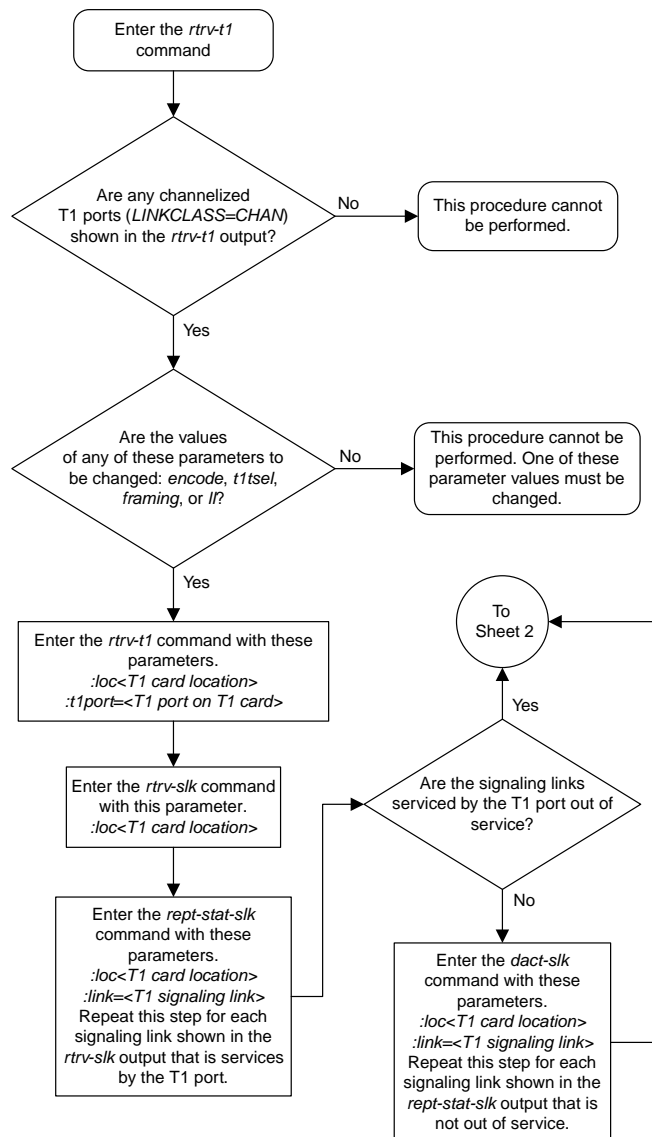 Enter the rtrv-t1
command
Are any channelized
T1 ports (LINKCLASS=CHAN)
shown in the rtrv-t1 output?
No
This procedure cannot
be performed.
Yes
Are the values
of any of these parameters to
be changed: encode, t1tsel,
framing, or ll?
No
This procedure cannot be
performed. One of these
parameter values must be
changed.
Yes
Enter the rtrv-t1 command with these
parameters.
:loc<T1 card location>
:t1port=<T1 port on T1 card>
Enter the rtrv-slk command
with this parameter.
:loc<T1 card location>
Enter the rept-stat-slk
command with these
parameters.
:loc<T1 card location>
:link=<T1 signaling link>
Repeat this step for each
signaling link shown in the
rtrv-slk output that is services
by the T1 port.
To
Sheet 2
Yes
Are the signaling links
serviced by the T1 port out of
service?
No
Enter the dact-slk
command with these
parameters.
:loc<T1 card location>
:link=<T1 signaling link>
Repeat this step for each
signaling link shown in the
rept-stat-slk output that is
not out of service.